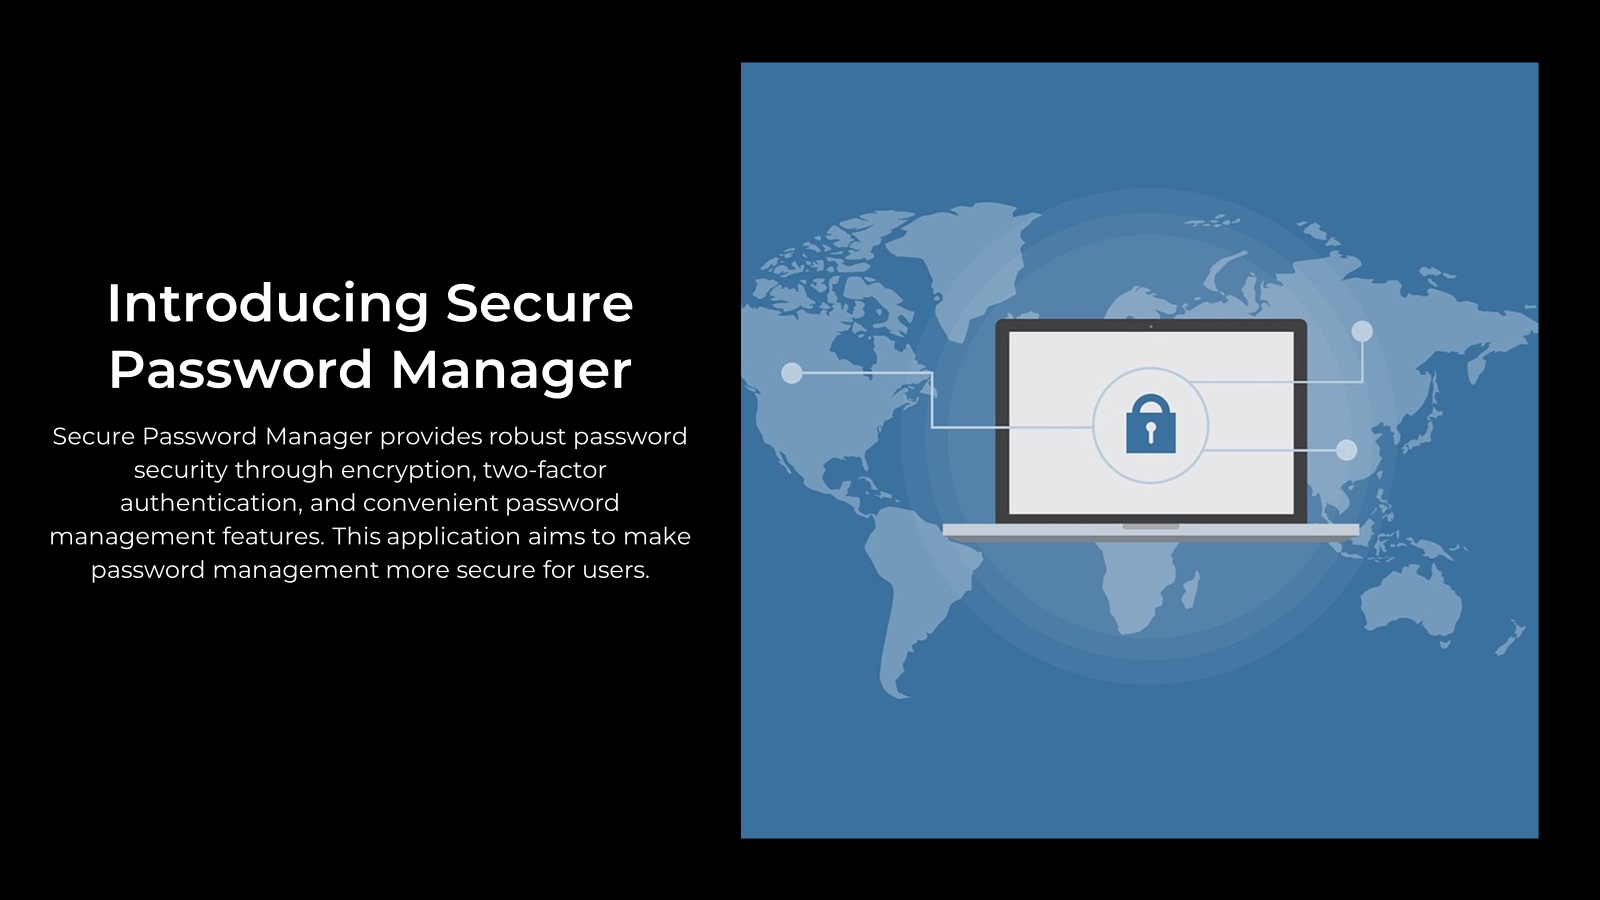 Introducing Secure
Password Manager
Secure Password Manager provides robust password
security through encryption, two-factor
authentication, and convenient password
management features. This application aims to make
password management more secure for users.